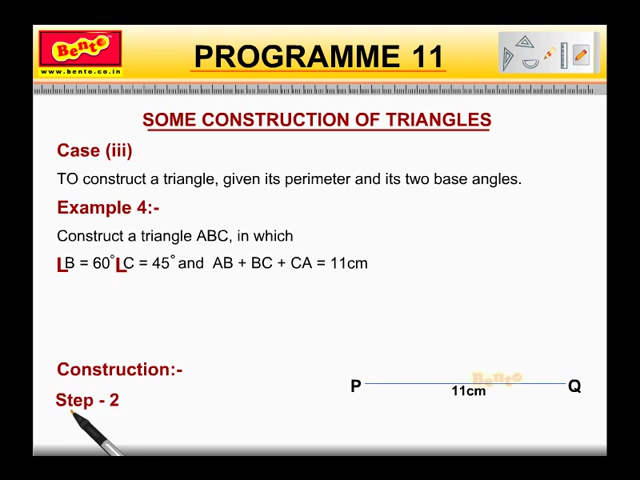 Bento
www.bento.co.in
PROGRAMME 11
SOME CONSTRUCTION OF TRIANGLES
Case (iii)
TO construct a triangle, given its perimeter and its two base angles.
Example 4:-
Construct a triangle ABC, in which
∟B = 60° ∟C = 45° and AB + BC + CA = 11cm
Construction:-
Step - 2
P Bento Q
11cm